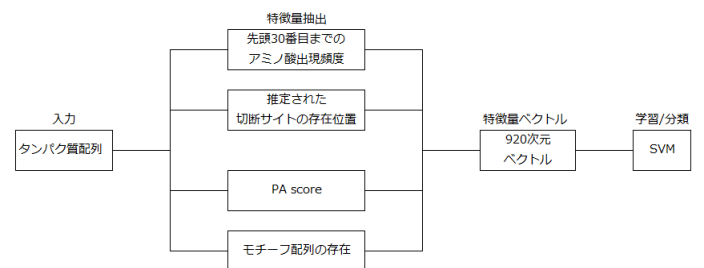 特徴量抽出
先頭30番目までの
アミノ酸出現頻度
推定された
切断サイトの存在位置
入力
タンパク質配列
PA score
モチーフ配列の存在
特徴量ベクトル
920次元
ベクトル
学習/分類
SVM